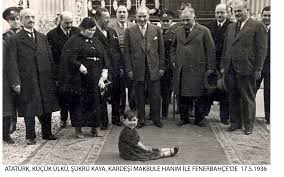 ATATÜRK, KÜÇÜK ÜLKÜ, ŞÜKRÜ KAYA, KARDEŞİ MAKBULE HANIM İLE FENERBAHÇE'DE 17.5.1936